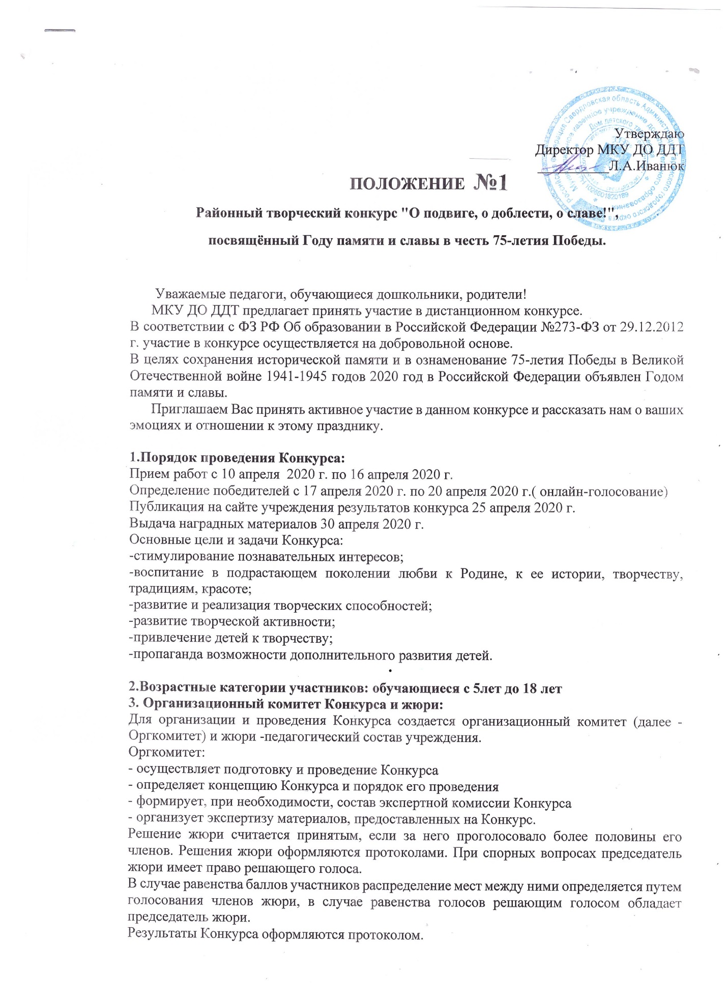 Утверждаю
Директор МКУ ДО ДДТ
__________Л.А.Иванюк
ПОЛОЖЕНИЕ №1
Районный творческий конкурс "О подвиге, о доблести, о славе!",
посвящённый Году памяти и славы в честь 75-летия Победы.
Уважаемые педагоги, обучающиеся дошкольники, родители!
МКУ ДО ДДТ предлагает принять участие в дистанционном конкурсе.
В соответствии с ФЗ РФ Об образовании в Российской Федерации №273-ФЗ от 29.12.2012
г. участие в конкурсе осуществляется на добровольной основе.
В целях сохранения исторической памяти и в ознаменование 75-летия Победы в Великой
Отечественной войне 1941-1945 годов 2020 год в Российской Федерации объявлен Годом
памяти и славы.
Приглашаем Вас принять активное участие в данном конкурсе и рассказать нам о ваших
эмоциях и отношении к этому празднику.
1.Порядок проведения Конкурса:
Прием работ с 10 апреля 2020 г. по 16 апреля 2020 г.
Определение победителей с 17 апреля 2020 г. по 20 апреля 2020 г.( онлайн-голосование)
Публикация на сайте учреждения результатов конкурса 25 апреля 2020 г.
Выдача наградных материалов 30 апреля 2020 г.
Основные цели и задачи Конкурса:
-стимулирование познавательных интересов;
-воспитание в подрастающем поколении любви к Родине, к ее истории, творчеству,
традициям, красоте;
-развитие и реализация творческих способностей;
-развитие творческой активности;
-привлечение детей к творчеству;
-пропаганда возможности дополнительного развития детей.
2.Возрастные категории участников: обучающиеся с 5лет до 18 лет
3. Организационный комитет Конкурса и жюри:
Для организации и проведения Конкурса создается организационный комитет (далее -
Оргкомитет) и жюри -педагогический состав учреждения.
Оргкомитет:
- осуществляет подготовку и проведение Конкурса
- определяет концепцию Конкурса и порядок его проведения
- формирует, при необходимости, состав экспертной комиссии Конкурса
- организует экспертизу материалов, предоставленных на Конкурс.
Решение жюри считается принятым, если за него проголосовало более половины его
членов. Решения жюри оформляются протоколами. При спорных вопросах председатель
жюри имеет право решающего голоса.
В случае равенства баллов участников распределение мест между ними определяется путем
голосования членов жюри, в случае равенства голосов решающим голосом обладает
председатель жюри.
Результаты Конкурса оформляются протоколом.